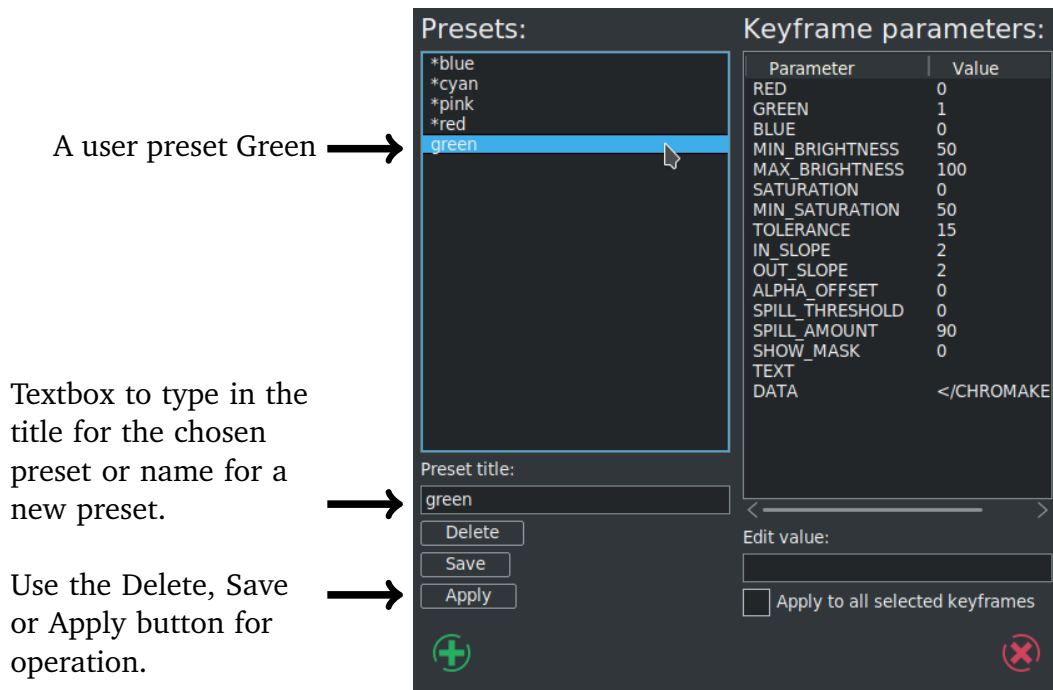 Presets:
*blue
*cyan
*pink
*red
green
A user preset Green
Textbox to type in the
title for the chosen
preset or name for a
new preset.
Preset title:
green
Use the Delete, Save
or Apply button for
operation.
Delete
Save
Apply
Keyframe parameters:
Parameter Value
RED 0
GREEN 1
BLUE 0
MIN_BRIGHTNESS 50
MAX_BRIGHTNESS 100
SATURATION 0
MIN_SATURATION 50
TOLERANCE 15
IN_SLOPE 2
OUT_SLOPE 2
ALPHA_OFFSET 0
SPILL_THRESHOLD 0
SPILL_AMOUNT 90
SHOW_MASK 0
TEXT
DATA </CHROMAKE
Edit value:
Apply to all selected keyframes